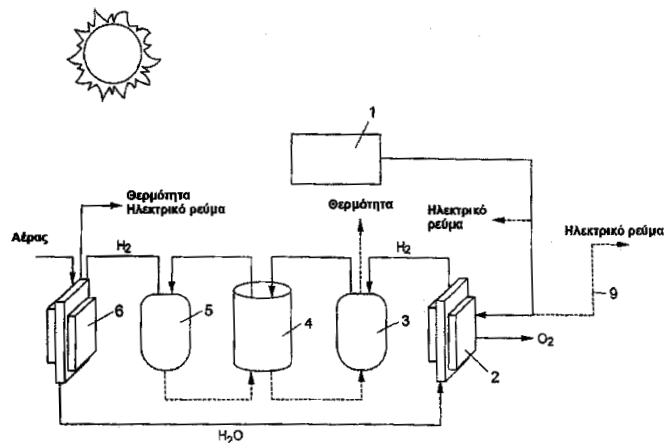 1
Θερμότητα
Ηλεκτρικό ρεύμα
Θερμότητα
Ηλεκτρικό
ρεύμα
Ηλεκτρικό ρεύμα
Αέρας
H₂
H₂
9
6
5
4
3
O₂
2
H₂O